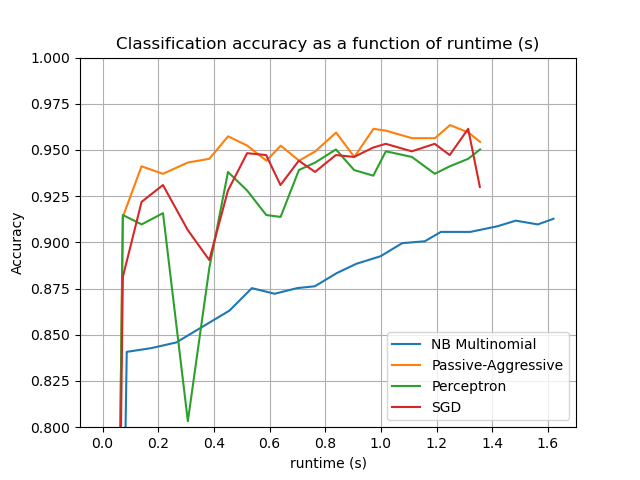 Classification accuracy as a function of runtime (s)
1.000
0.975
0.950
0.925
0.900
0.875
0.850
0.825
0.800
Accuracy
NB Multinomial
Passive-Aggressive
Perceptron
SGD
0.0 0.2 0.4 0.6 0.8 1.0 1.2 1.4 1.6
runtime (s)